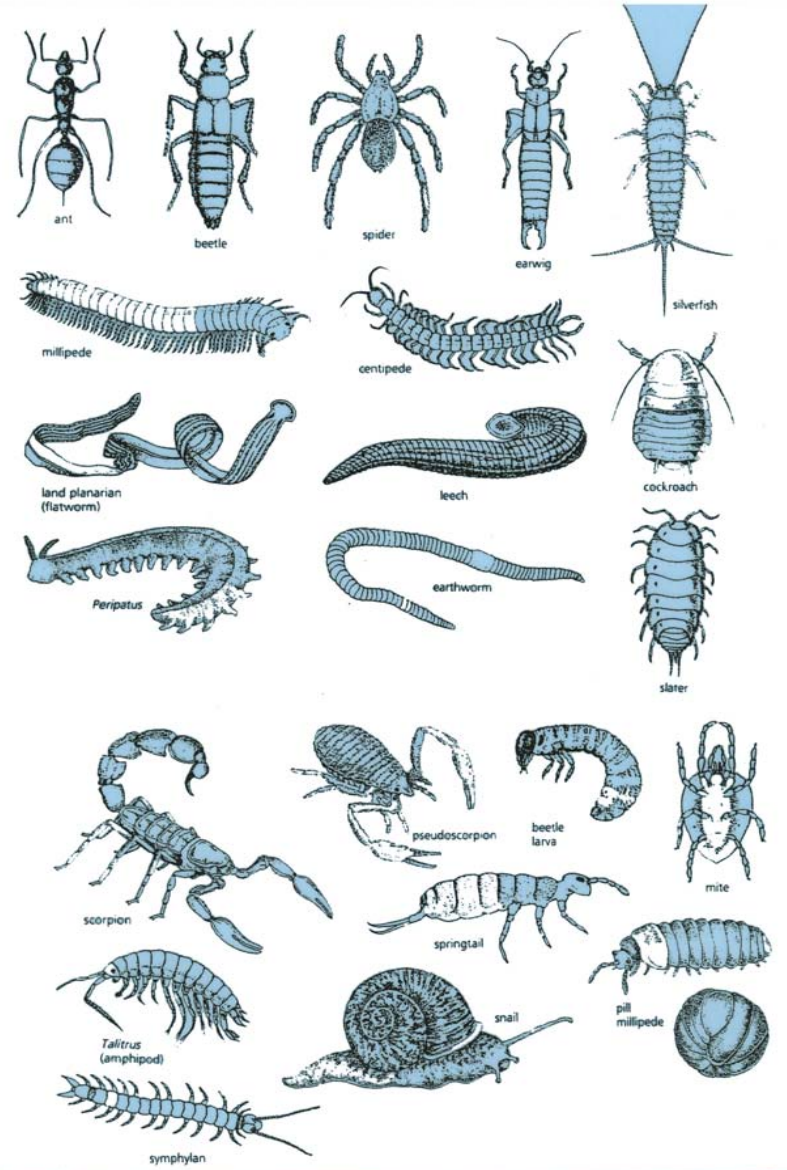 ant
beetle
spider
earwig
silverfish
millipede
centipede
land planarian
(flatworm)
leech
cockroach
Peripatus
earthworm
slater
scorpion
pseudoscorpion
beetle
larva
mite
springtail
Talitrus
(amphipod)
snail
pill
millipede
symphylan